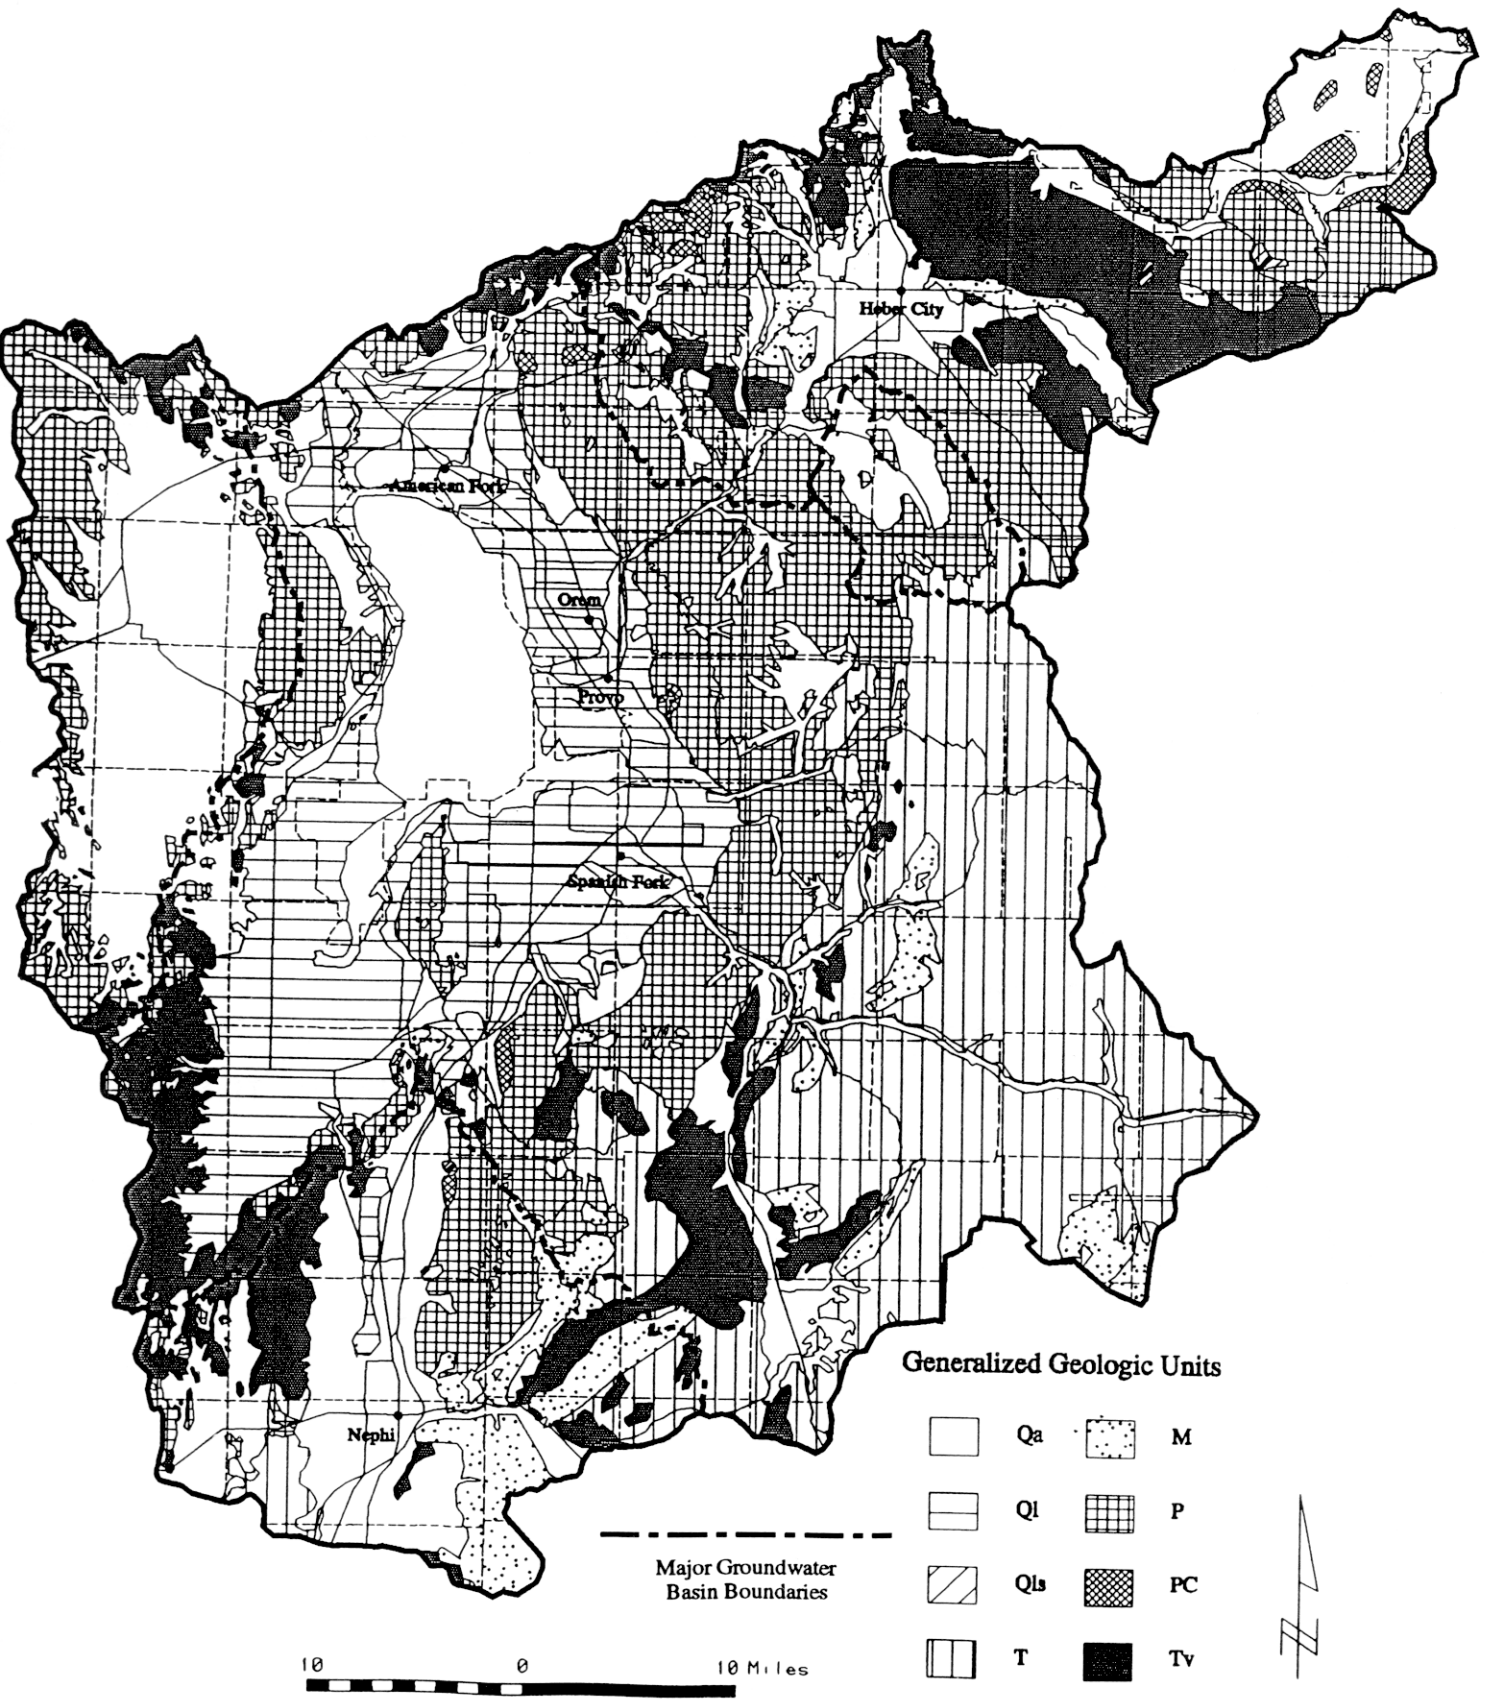 Heber City
American Fork
Orem
Provo
Spanish Fork
Nephi
Generalized Geologic Units
Qa
M
Ql
P
Qls
PC
T
Tv
Major Groundwater
Basin Boundaries
10 0 10 Miles
N